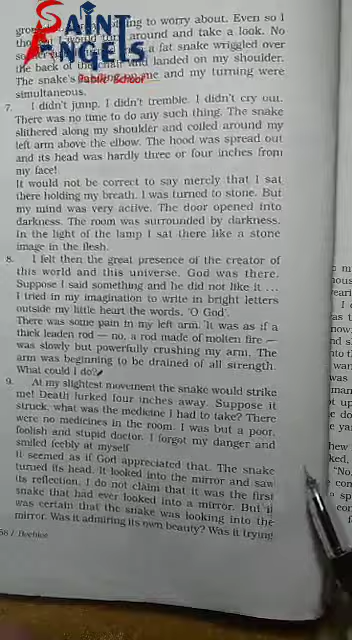 SAINT
ANGELS
Public School
to worry about. Even so I
around and take a look. No
a fat snake wriggled over
the back of the chair and landed on my shoulder.
The snake's me and my turning were
simultaneous.
7. I didn't jump. I didn't tremble. I didn't cry out.
There was no time to do any such thing. The snake
slithered along my shoulder and coiled around my
left arm above the elbow. The hood was spread out
and its head was hardly three or four inches from
my face!
It would not be correct to say merely that I sat
there holding my breath. I was turned to stone. But
my mind was very active. The door opened into
darkness. The room was surrounded by darkness.
In the light of the lamp I sat there like a stone
image in the flesh.
8. I felt then the great presence of the creator of
this world and this universe. God was there.
Suppose I said something and he did not like it ...
I tried in my imagination to write in bright letters
outside my little heart the words, 'O God'.
There was some pain in my left arm. It was as if a
thick leaden rod — no, a rod made of molten fire —
was slowly but powerfully crushing my arm. The
arm was beginning to be drained of all strength.
What could I do?
9. At my slightest movement the snake would strike
me! Death lurked four inches away. Suppose it
struck, what was the medicine I had to take? There
were no medicines in the room. I was but a poor,
foolish and stupid doctor. I forgot my danger and
smiled feebly at myself
It seemed as if God appreciated that. The snake
turned its head. It looked into the mirror and saw
its reflection. I do not claim that it was the first
snake that had ever looked into a mirror. But it
was certain that the snake was looking into the
mirror. Was it admiring its own beauty? Was it trying
58 / Beehive